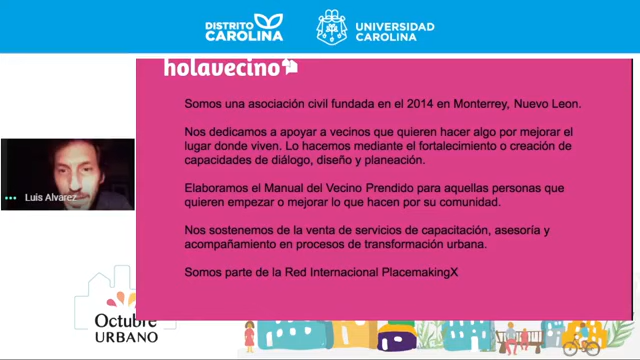 DISTRITO
CAROLINA
UNIVERSIDAD
CAROLINA
holavecino
Somos una asociación civil fundada en el 2014 en Monterrey, Nuevo Leon.
Nos dedicamos a apoyar a vecinos que quieren hacer algo por mejorar el
lugar donde viven. Lo hacemos mediante el fortalecimiento o creación de
capacidades de diálogo, diseño y planeación.
Elaboramos el Manual del Vecino Prendido para aquellas personas que
quieren empezar o mejorar lo que hacen por su comunidad.
Nos sostenemos de la venta de servicios de capacitación, asesoría y
acompañamiento en procesos de transformación urbana.
Somos parte de la Red Internacional PlacemakingX
Luis Alvarez
Octubre
URBANO